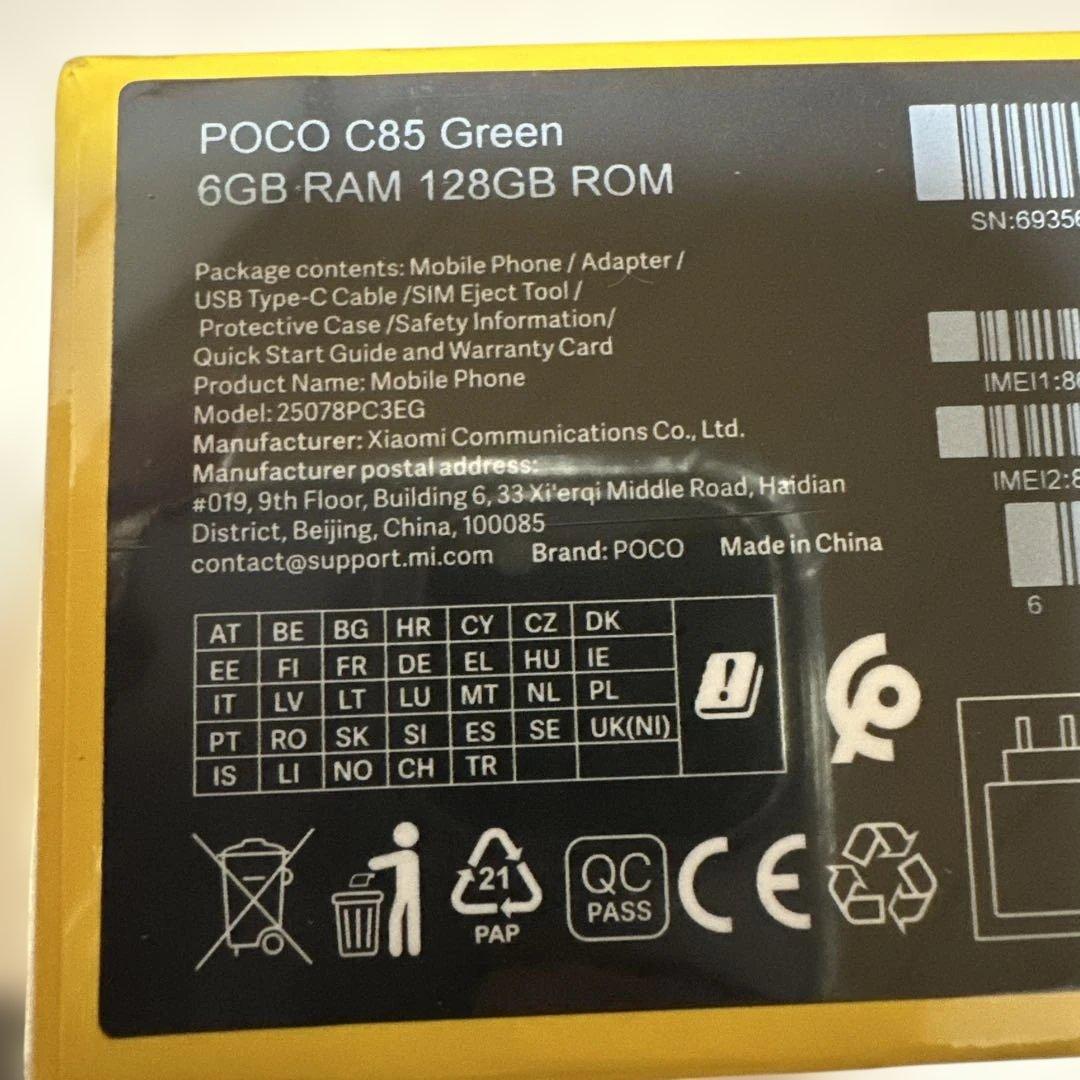 POCO C85 Green
6GB RAM 128GB ROM
SN:6935
Package contents: Mobile Phone / Adapter /
USB Type-C Cable /SIM Eject Tool /
Protective Case /Safety Information/
Quick Start Guide and Warranty Card
Product Name: Mobile Phone
IMEI1:8
Model: 25078PC3EG
Manufacturer: Xiaomi Communications Co., Ltd.
Manufacturer postal address:
IMEI2:8
#019, 9th Floor, Building 6, 33 Xi'erqi Middle Road, Haidian
District, Beijing, China, 100085
contact@support.mi.com Brand: POCO Made in China
6
AT BE BG HR CY CZ DK
EE FI FR DE EL HU IE
IT LV LT LU MT NL PL
PT RO SK SI ES SE UK(NI)
IS LI NO CH TR
21
PAP
QC
PASS
CE